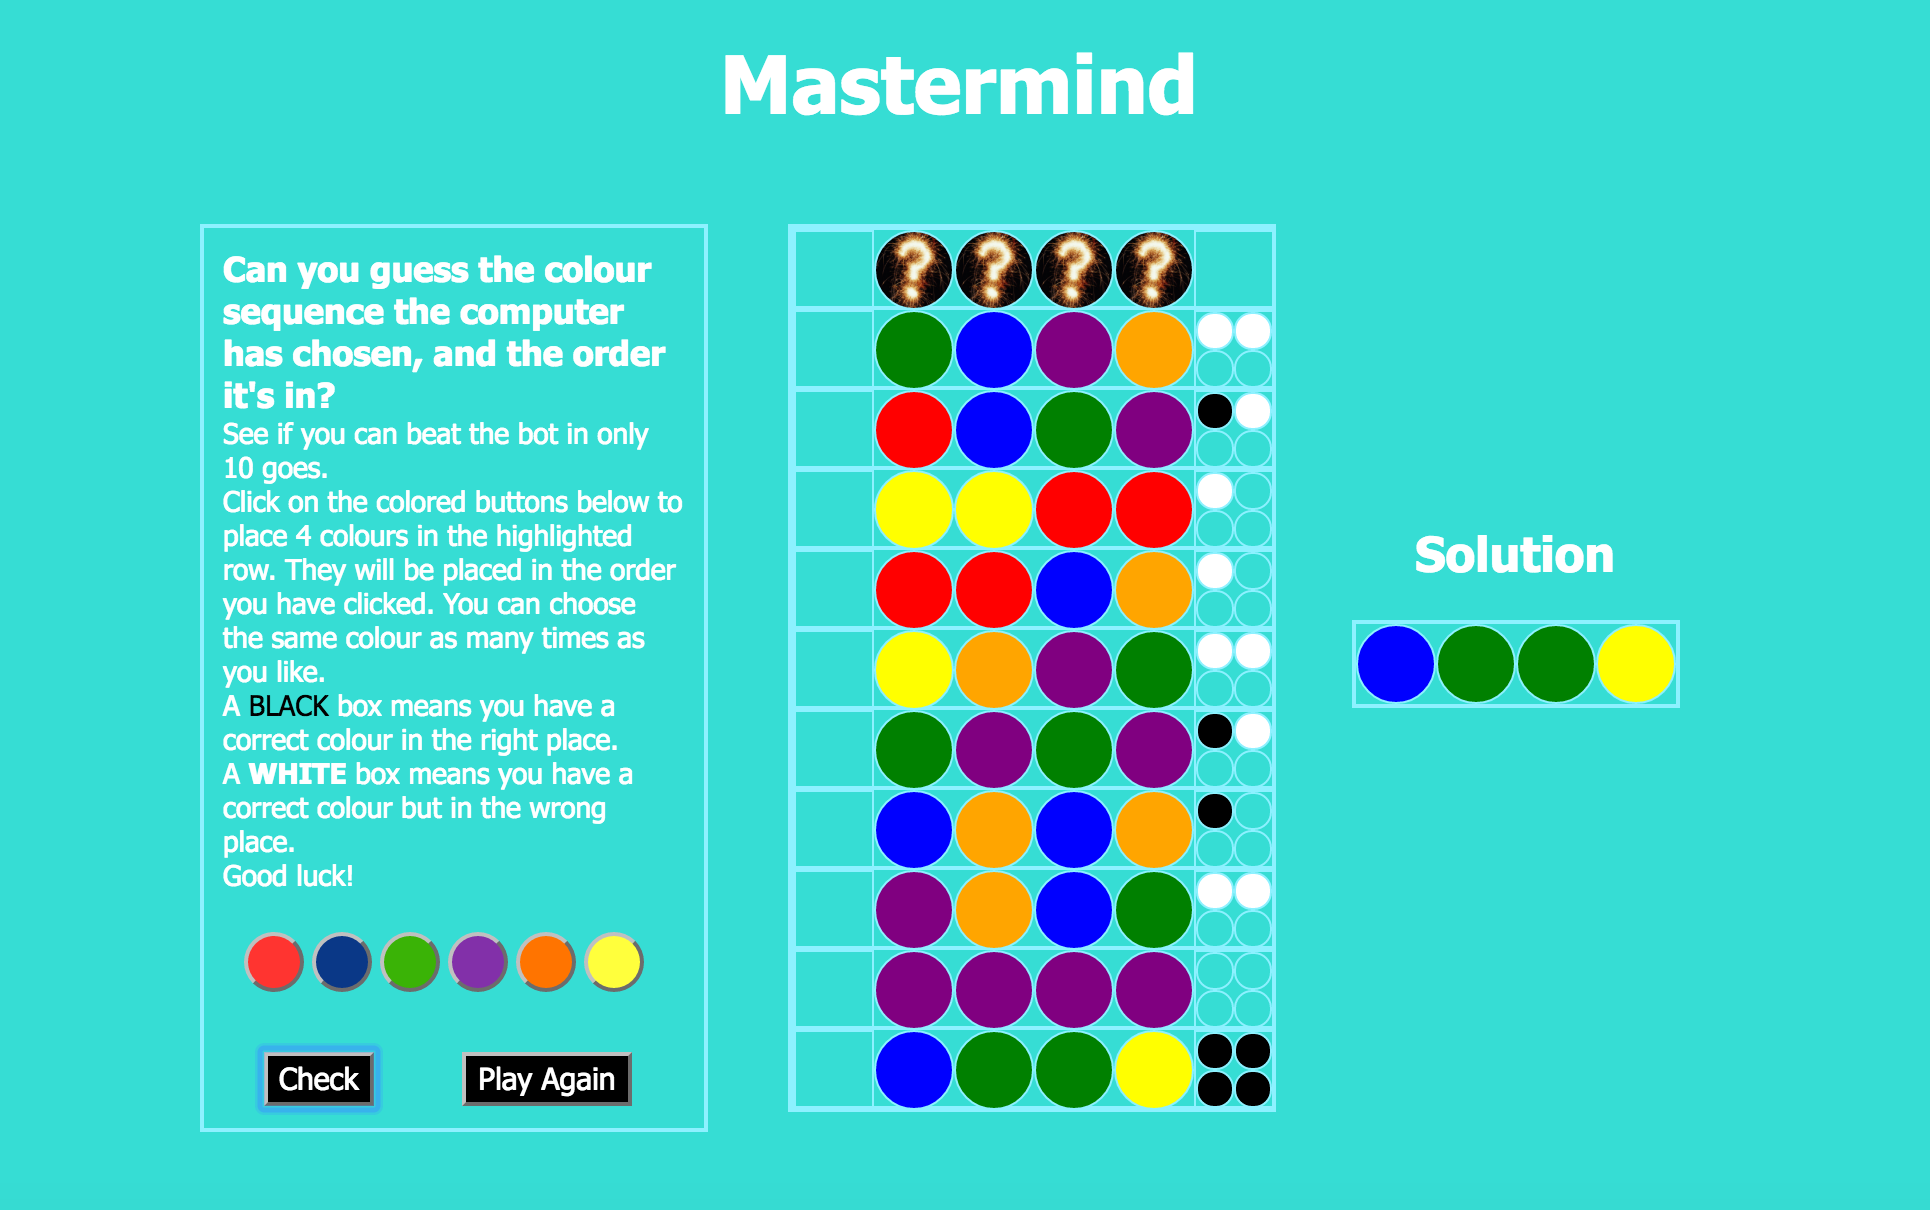 Mastermind
Can you guess the colour
sequence the computer
has chosen, and the order
it's in?
See if you can beat the bot in only
10 goes.
Click on the colored buttons below to
place 4 colours in the highlighted
row. They will be placed in the order
you have clicked. You can choose
the same colour as many times as
you like.
A BLACK box means you have a
correct colour in the right place.
A WHITE box means you have a
correct colour but in the wrong
place.
Good luck!
Check
Play Again
? ? ? ?
Solution